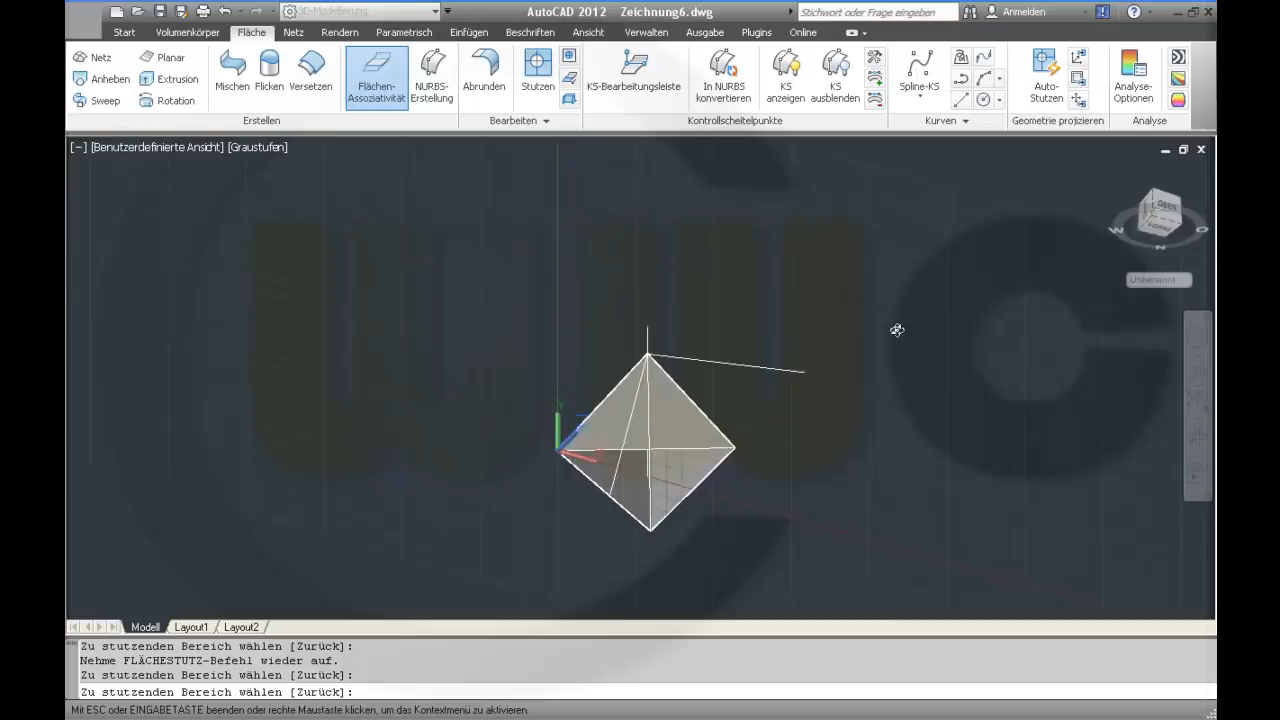 3D-Modellierung
AutoCAD 2012 Zeichnung6.dwg
Stichwort oder Frage eingeben
Anmelden
Start Volumenkörper Fläche Netz Rendern Parametrisch Einfügen Beschriften Ansicht Verwalten Ausgabe Plugins Online
Netz Planar
Anheben Extrusion
Sweep Rotation
Mischen Flicken Versetzen
Flächen-
Assoziativität
NURBS-
Erstellung
Abrunden
Stutzen
KS-Bearbeitungsleiste
In NURBS
konvertieren
KS
anzeigen
KS
ausblenden
Spline-KS
Auto-
Stutzen
Analyse-
Optionen
Erstellen Bearbeiten Kontrollscheitelpunkte Kurven Geometrie projizieren Analyse
[−] [Benutzerdefinierte Ansicht] [Graustufen]
W O
N
Unbenannt
Y
wuc
Modell Layout1 Layout2
Zu stutzenden Bereich wählen [Zurück]:
Nehme FLÄCHESTUTZ-Befehl wieder auf.
Zu stutzenden Bereich wählen [Zurück]:
Zu stutzenden Bereich wählen [Zurück]:
Mit ESC oder EINGABETASTE beenden oder rechte Maustaste klicken, um das Kontextmenü zu aktivieren.